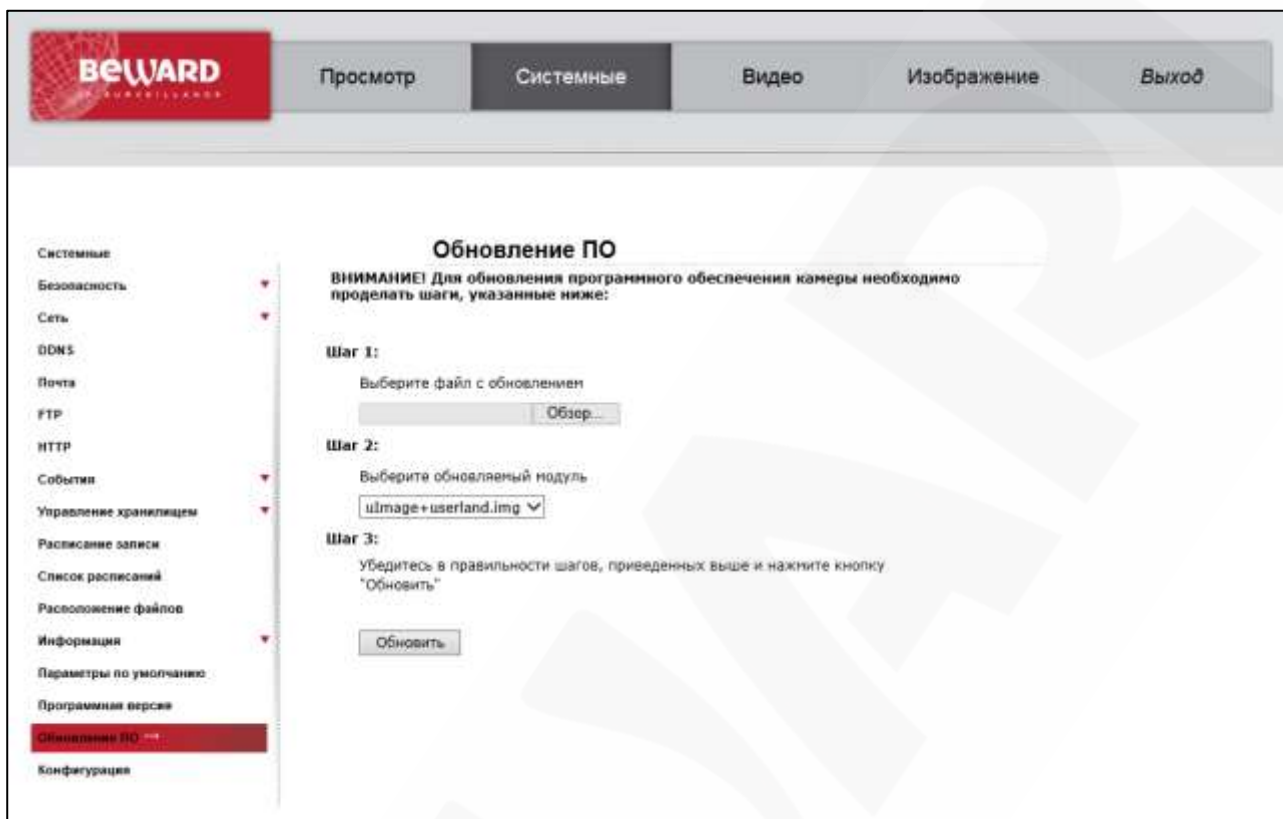 BEWARD
Просмотр
Системные
Видео
Изображение
Выход
Системные
Безопасность
Сеть
DDNS
Почта
FTP
HTTP
События
Управление хранилищем
Расписание записи
Список расписаний
Расположение файлов
Информация
Параметры по умолчанию
Программная версия
Обновление ПО
Конфигурация
Обновление ПО
ВНИМАНИЕ! Для обновления программного обеспечения камеры необходимо
проделать шаги, указанные ниже:
Шаг 1:
Выберите файл с обновлением
Обзор...
Шаг 2:
Выберите обновляемый модуль
uImage+userland.img
Шаг 3:
Убедитесь в правильности шагов, приведенных выше и нажмите кнопку
"Обновить"
Обновить